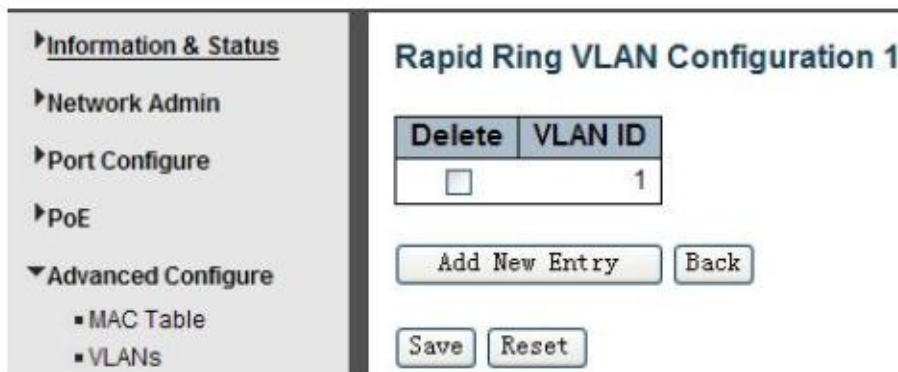 Information & Status
Network Admin
Port Configure
PoE
Advanced Configure
MAC Table
VLANs
Rapid Ring VLAN Configuration 1
Delete VLAN ID
1
Add New Entry Back
Save Reset